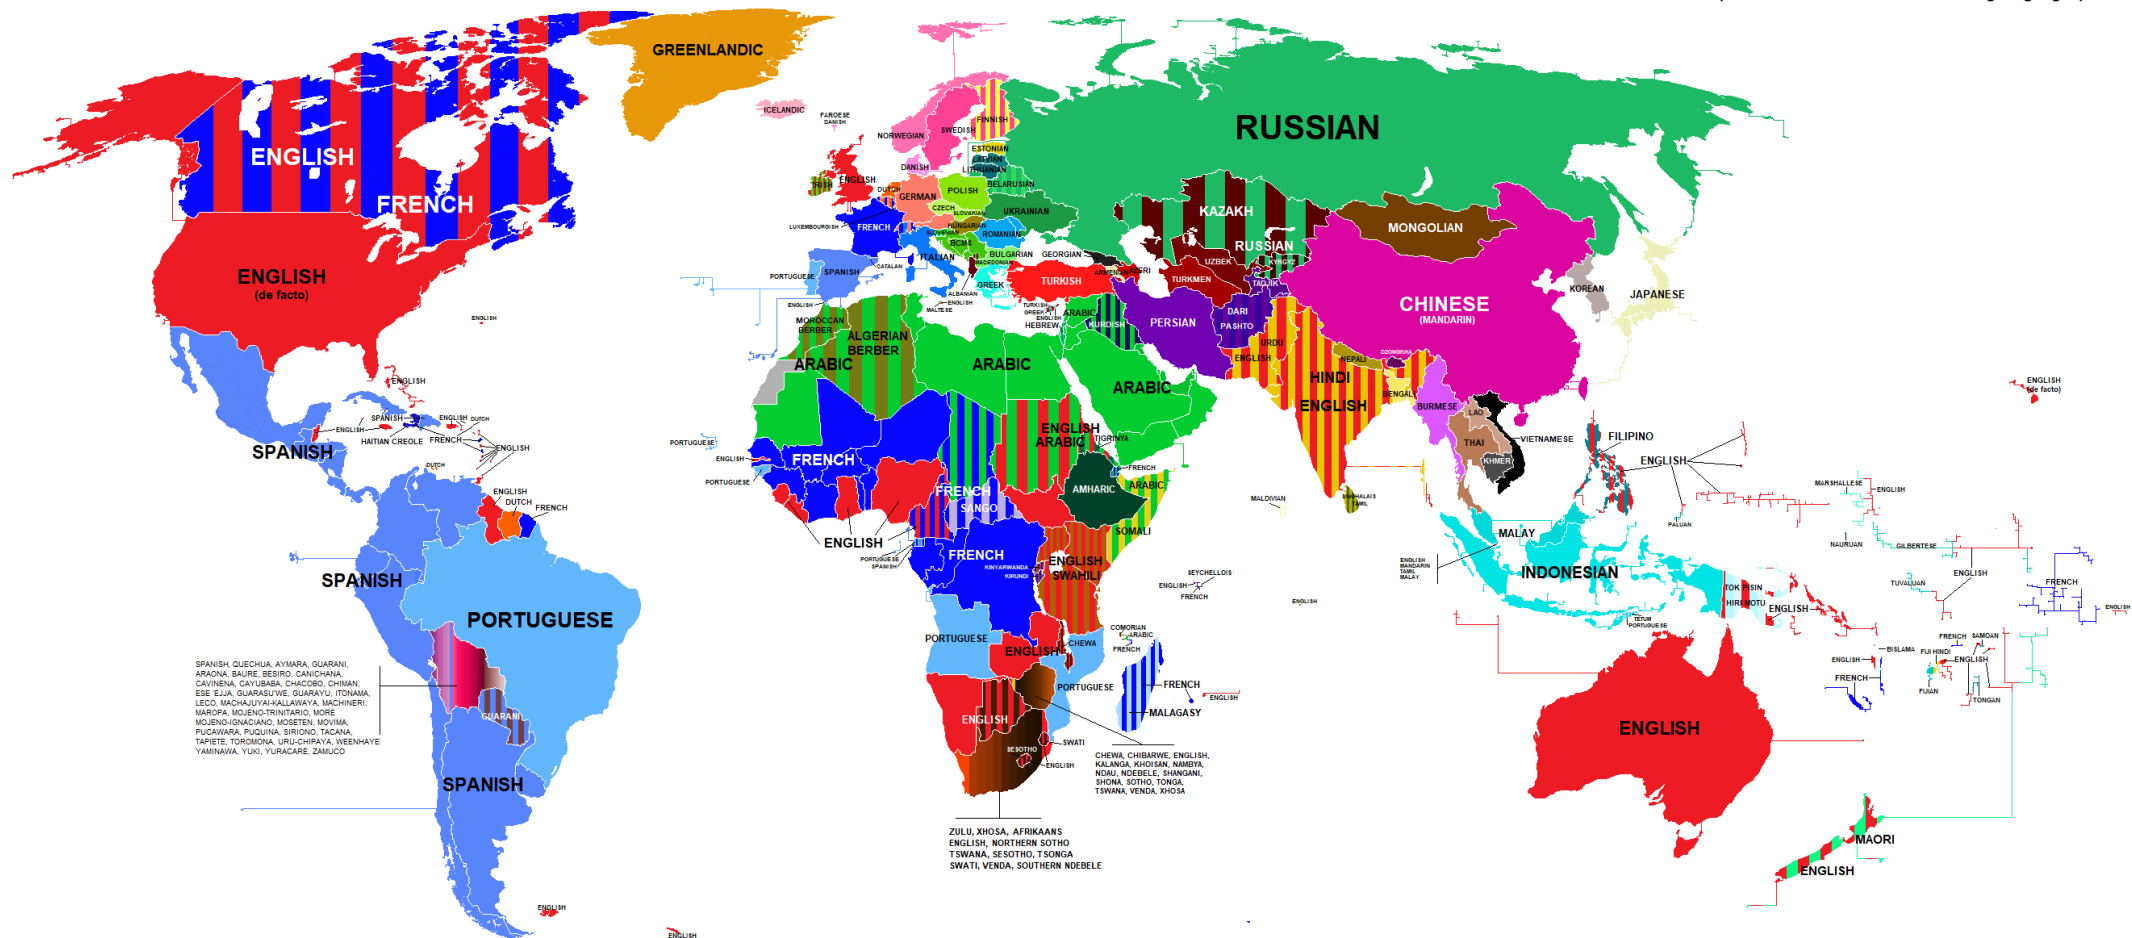 GREENLANDIC
ICELANDIC
FAROESE
DANISH
NORWEGIAN
SWEDISH
FINNISH
RUSSIAN
ENGLISH
FRENCH
ENGLISH
(de facto)
ENGLISH
IRISH
ENGLISH
DANISH
ESTONIAN
LATVIAN
LITHUANIAN
BELARUSIAN
DUTCH
GERMAN
POLISH
CZECH
SLOVAKIAN
UKRAINIAN
LUXEMBOURGISH
FRENCH
SLOVENIAN
HUNGARIAN
ROMANIAN
BCMS
ITALIAN
BULGARIAN
MACEDONIAN
ALBANIAN
GREEK
PORTUGUESE
SPANISH
CATALAN
ENGLISH
MALTESE
ENGLISH
GEORGIAN
ARMENIAN
AZERI
TURKISH
TURKISH
GREEK
ENGLISH
HEBREW
ARABIC
KURDISH
PERSIAN
KAZAKH
RUSSIAN
UZBEK
KYRGYZ
TURKMEN
TADJIK
DARI
PASHTO
MONGOLIAN
CHINESE
(MANDARIN)
KOREAN
JAPANESE
URDU
ENGLISH
NEPALI
DZONGKHA
HINDI
ENGLISH
BENGALI
BURMESE
LAO
THAI
KHMER
VIETNAMESE
FILIPINO
ENGLISH
PALUAN
MALDIVIAN
SINGHALAIS
TAMIL
MALAY
ENGLISH
MANDARIN
TAMIL
MALAY
INDONESIAN
TETUM
PORTUGUESE
TOK PISIN
HIRI MOTU
ENGLISH
ENGLISH
(de facto)
MARSHALLESE
ENGLISH
NAURUAN
GILBERTESE
ENGLISH
TUVALUAN
FRENCH
ENGLISH
BISLAMA
ENGLISH
FRENCH
FRENCH
SAMOAN
FIJI HINDI
ENGLISH
FIJIAN
TONGAN
ENGLISH
MAORI
ENGLISH
MOROCCAN
BERBER
ALGERIAN
BERBER
ARABIC
ARABIC
ARABIC
PORTUGUESE
ENGLISH
PORTUGUESE
FRENCH
ENGLISH
ENGLISH
ARABIC
TIGRINYA
FRENCH
AMHARIC
ARABIC
SOMALI
FRENCH
SANGO
PORTUGUESE
SPANISH
FRENCH
KINYARWANDA
KIRUNDI
ENGLISH
SWAHILI
SEYCHELLOIS
ENGLISH
FRENCH
ENGLISH
COMORIAN
ARABIC
FRENCH
PORTUGUESE
ENGLISH
CHEWA
PORTUGUESE
FRENCH
MALAGASY
ENGLISH
ENGLISH
SESOTHO
SWATI
ENGLISH
CHEWA, CHIBARWE, ENGLISH,
KALANGA, KHOISAN, NAMBYA,
NDAU, NDEBELE, SHANGANI,
SHONA, SOTHO, TONGA,
TSWANA, VENDA, XHOSA
ZULU, XHOSA, AFRIKAANS
ENGLISH, NORTHERN SOTHO
TSWANA, SESOTHO, TSONGA
SWATI, VENDA, SOUTHERN NDEBELE
ENGLISH
SPANISH
ENGLISH
HAITIAN CREOLE
ENGLISH
DUTCH
FRENCH
ENGLISH
SPANISH
DUTCH
ENGLISH
DUTCH
FRENCH
SPANISH
PORTUGUESE
GUARANI
SPANISH
SPANISH, QUECHUA, AYMARA, GUARANI,
ARAONA, BAURE, BESIRO, CANICHANA,
CAVINENA, CAYUBABA, CHACOBO, CHIMAN,
ESE 'EJJA, GUARASU'WE, GUARAYU, ITONAMA,
LECO, MACHAJUYAI-KALLAWAYA, MACHINERI,
MAROPA, MOJENO-TRINITARIO, MORÉ
MOJENO-IGNACIANO, MOSETEN, MOVIMA,
PUCAWARA, PUQUINA, SIRIONO, TACANA,
TAPIETE, TOROMONA, URU-CHIPAYA, WEENHAYE
YAMINAWA, YUKI, YURACARÉ, ZAMUCO
ENGLISH
ENGLISH